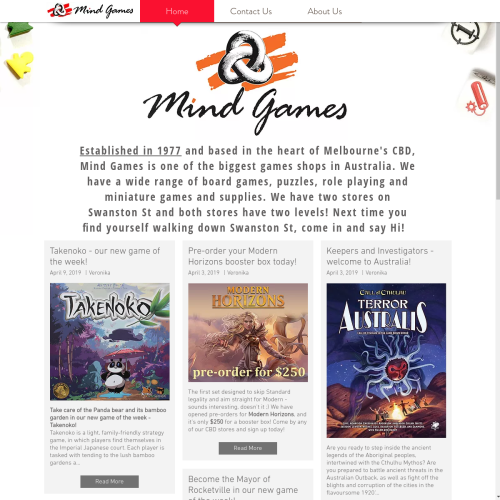 Mind Games
Home
Contact Us
About Us
Mind Games
Established in 1977 and based in the heart of Melbourne's CBD,
Mind Games is one of the biggest games shops in Australia. We
have a wide range of board games, puzzles, role playing and
miniature games and supplies. We have two stores on
Swanston St and both stores have two levels! Next time you
find yourself walking down Swanston St, come in and say Hi!
Takenoko - our new game of
the week!
April 9, 2019 | Veronika
TAKENOKO
Take care of the Panda bear and its bamboo
garden in our new game of the week -
Takenoko!
Takenoko is a light, family-friendly strategy
game, in which players find themselves in
the Imperial Japanese court. Each player is
tasked with tending to the lush bamboo
gardens a...
Read More
Pre-order your Modern
Horizons booster box today!
April 3, 2019 | Veronika
MODERN
HORIZONS
pre-order for $250
The first set designed to skip Standard
legality and aim straight for Modern -
sounds interesting, doesn't it :) We have
opened pre-orders for Modern Horizons, and
it's only $250 for a booster box! Come by any
of our CBD stores and sign up today!
Read More
Become the Mayor of
Rocketville in our new game
of the week!
Keepers and Investigators -
welcome to Australia!
April 3, 2019 | Veronika
CALL of CTHULHU
TERROR
AUSTRALIS
Are you ready to step inside the ancient
legends of the Aboriginal peoples,
intertwined with the Cthulhu Mythos? Are
you prepared to battle ancient threats in the
Australian Outback, as well as fight off the
blights and corruption of the cities in the
flavoursome 1920'...